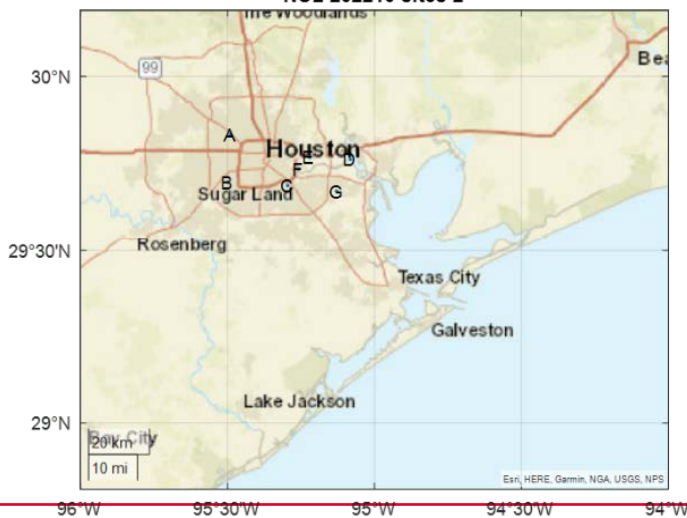 The Woodlands
30°N
99
Bea
A
Houston
E
D
F
B
C
Sugar Land
G
29°30'N
Rosenberg
Texas City
Galveston
Lake Jackson
29°N
Bay City
20 km
10 mi
Esri, HERE, Garmin, NGA, USGS, NPS
96°W
95°30'W
95°W
94°30'W
94°W